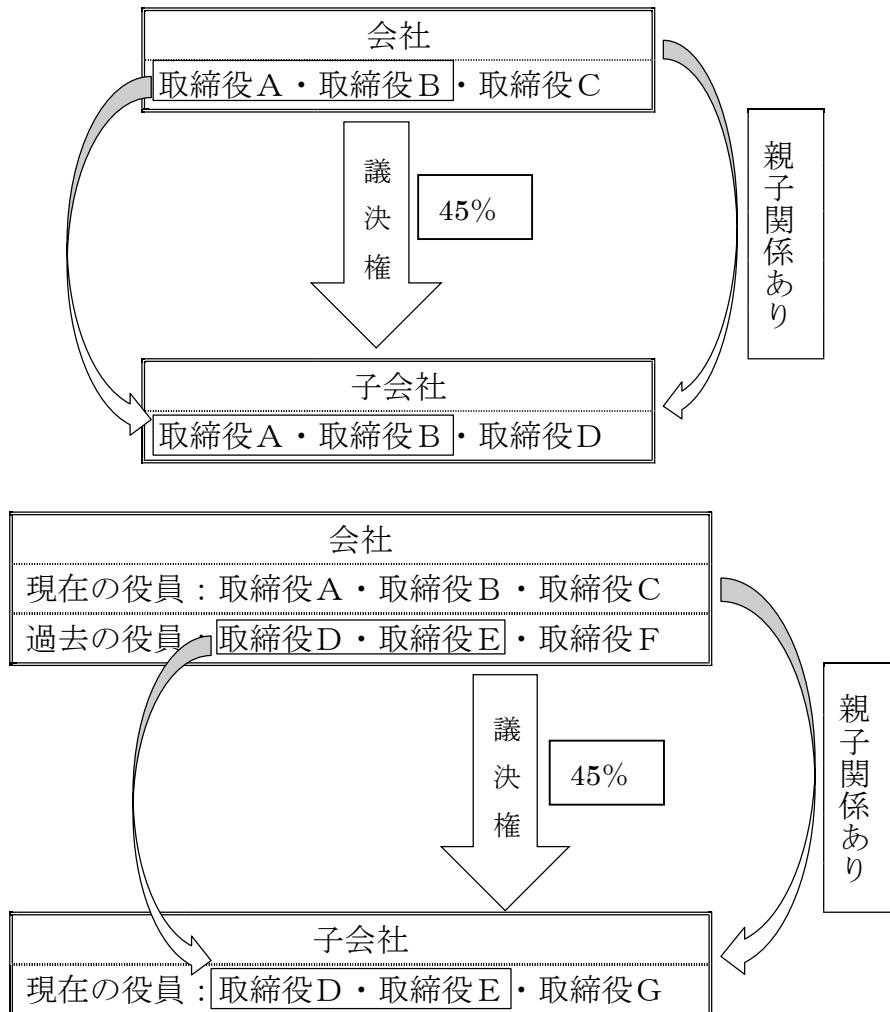 会社
取締役A・取締役B・取締役C
議決権
45%
親子関係あり
子会社
取締役A・取締役B・取締役D
会社
現在の役員：取締役A・取締役B・取締役C
過去の役員：取締役D・取締役E・取締役F
議決権
45%
親子関係あり
子会社
現在の役員：取締役D・取締役E・取締役G